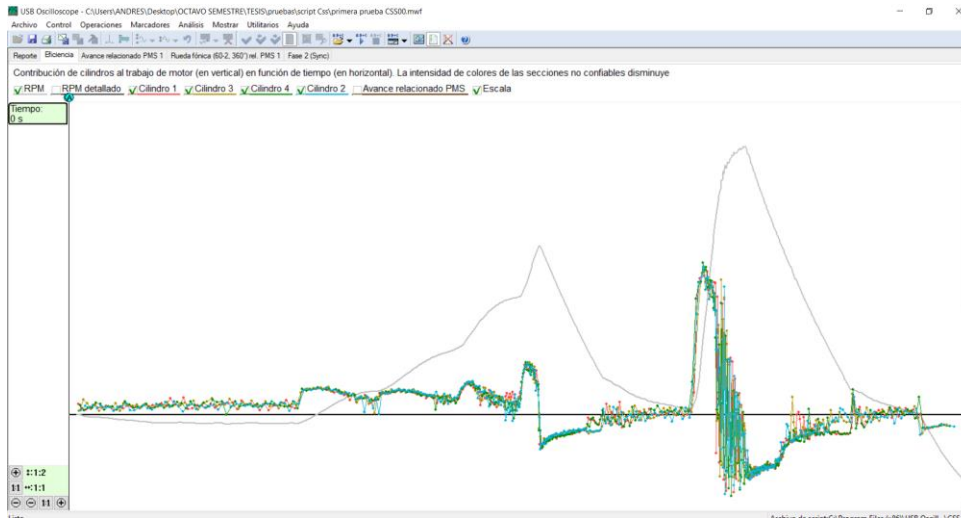 USB Oscilloscope - C:\Users\ANDRES\Desktop\OCTAVO SEMESTRE\TESIS\pruebas\script Css\primera prueba CSS00.mwf
Archivo Control Operaciones Marcadores Análisis Mostrar Utilitarios Ayuda
Reporte Eficiencia Avance relacionado PMS 1 Rueda fónica (60-2, 360°) rel. PMS 1 Fase 2 (Sync)
Contribución de cilindros al trabajo de motor (en vertical) en función de tiempo (en horizontal). La intensidad de colores de las secciones no confiables disminuye
RPM RPM detallado Cilindro 1 Cilindro 3 Cilindro 4 Cilindro 2 Avance relacionado PMS Escala
A
Tiempo:
0 s
↕:1:2
1:1 ↔:1:1
1:1